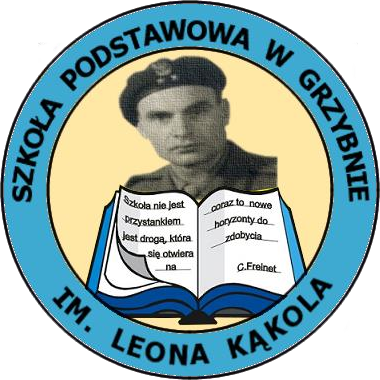 SZKOŁA PODSTAWOWA W GRZYBNIE
Szkoła nie jest
przystankiem
jest drogą, która
się otwiera
na
coraz to nowe
horyzonty do
zdobycia
C.Freinet
IM. LEONA KĄKOLA